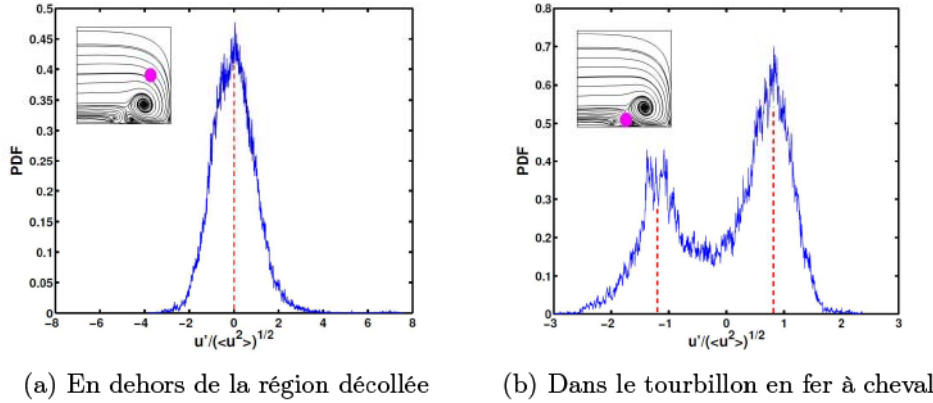 0.5
0.45
0.4
0.35
0.3
0.25
0.2
0.15
0.1
0.05
0
PDF
−8 −6 −4 −2 0 2 4 6 8
u'/(<u²>)^1/2
(a) En dehors de la région décollée
0.8
0.7
0.6
0.5
0.4
0.3
0.2
0.1
0
PDF
−3 −2 −1 0 1 2 3
u'/(<u²>)^1/2
(b) Dans le tourbillon en fer à cheval